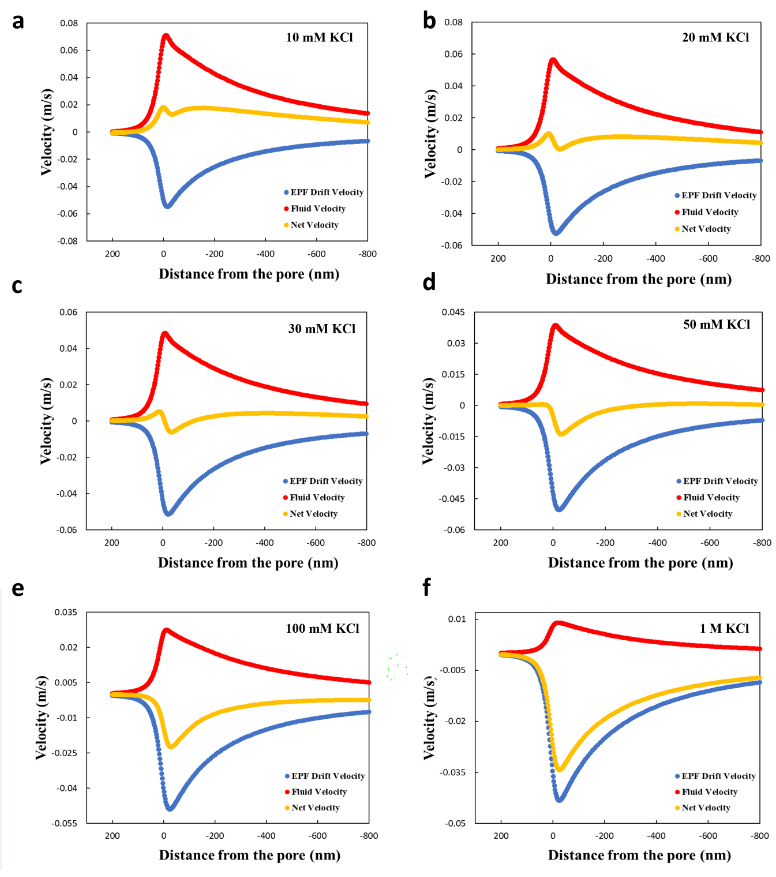 a
10 mM KCl
0.08
0.06
0.04
0.02
0
-0.02
-0.04
-0.06
-0.08
Velocity (m/s)
EPF Drift Velocity
Fluid Velocity
Net Velocity
200 0 -200 -400 -600 -800
Distance from the pore (nm)
b
20 mM KCl
0.08
0.06
0.04
0.02
0
-0.02
-0.04
-0.06
Velocity (m/s)
EPF Drift Velocity
Fluid Velocity
Net Velocity
200 0 -200 -400 -600 -800
Distance from the pore (nm)
c
30 mM KCl
0.06
0.04
0.02
0
-0.02
-0.04
-0.06
Velocity (m/s)
EPF Drift Velocity
Fluid Velocity
Net Velocity
200 0 -200 -400 -600 -800
Distance from the pore (nm)
d
50 mM KCl
0.045
0.03
0.015
0
-0.015
-0.03
-0.045
-0.06
Velocity (m/s)
EPF Drift Velocity
Fluid Velocity
Net Velocity
200 0 -200 -400 -600 -800
Distance from the pore (nm)
e
100 mM KCl
0.035
0.02
0.005
-0.01
-0.025
-0.04
-0.055
Velocity (m/s)
EPF Drift Velocity
Fluid Velocity
Net Velocity
200 0 -200 -400 -600 -800
Distance from the pore (nm)
f
1 M KCl
0.01
-0.005
-0.02
-0.035
-0.05
Velocity (m/s)
EPF Drift Velocity
Fluid Velocity
Net Velocity
200 0 -200 -400 -600 -800
Distance from the pore (nm)